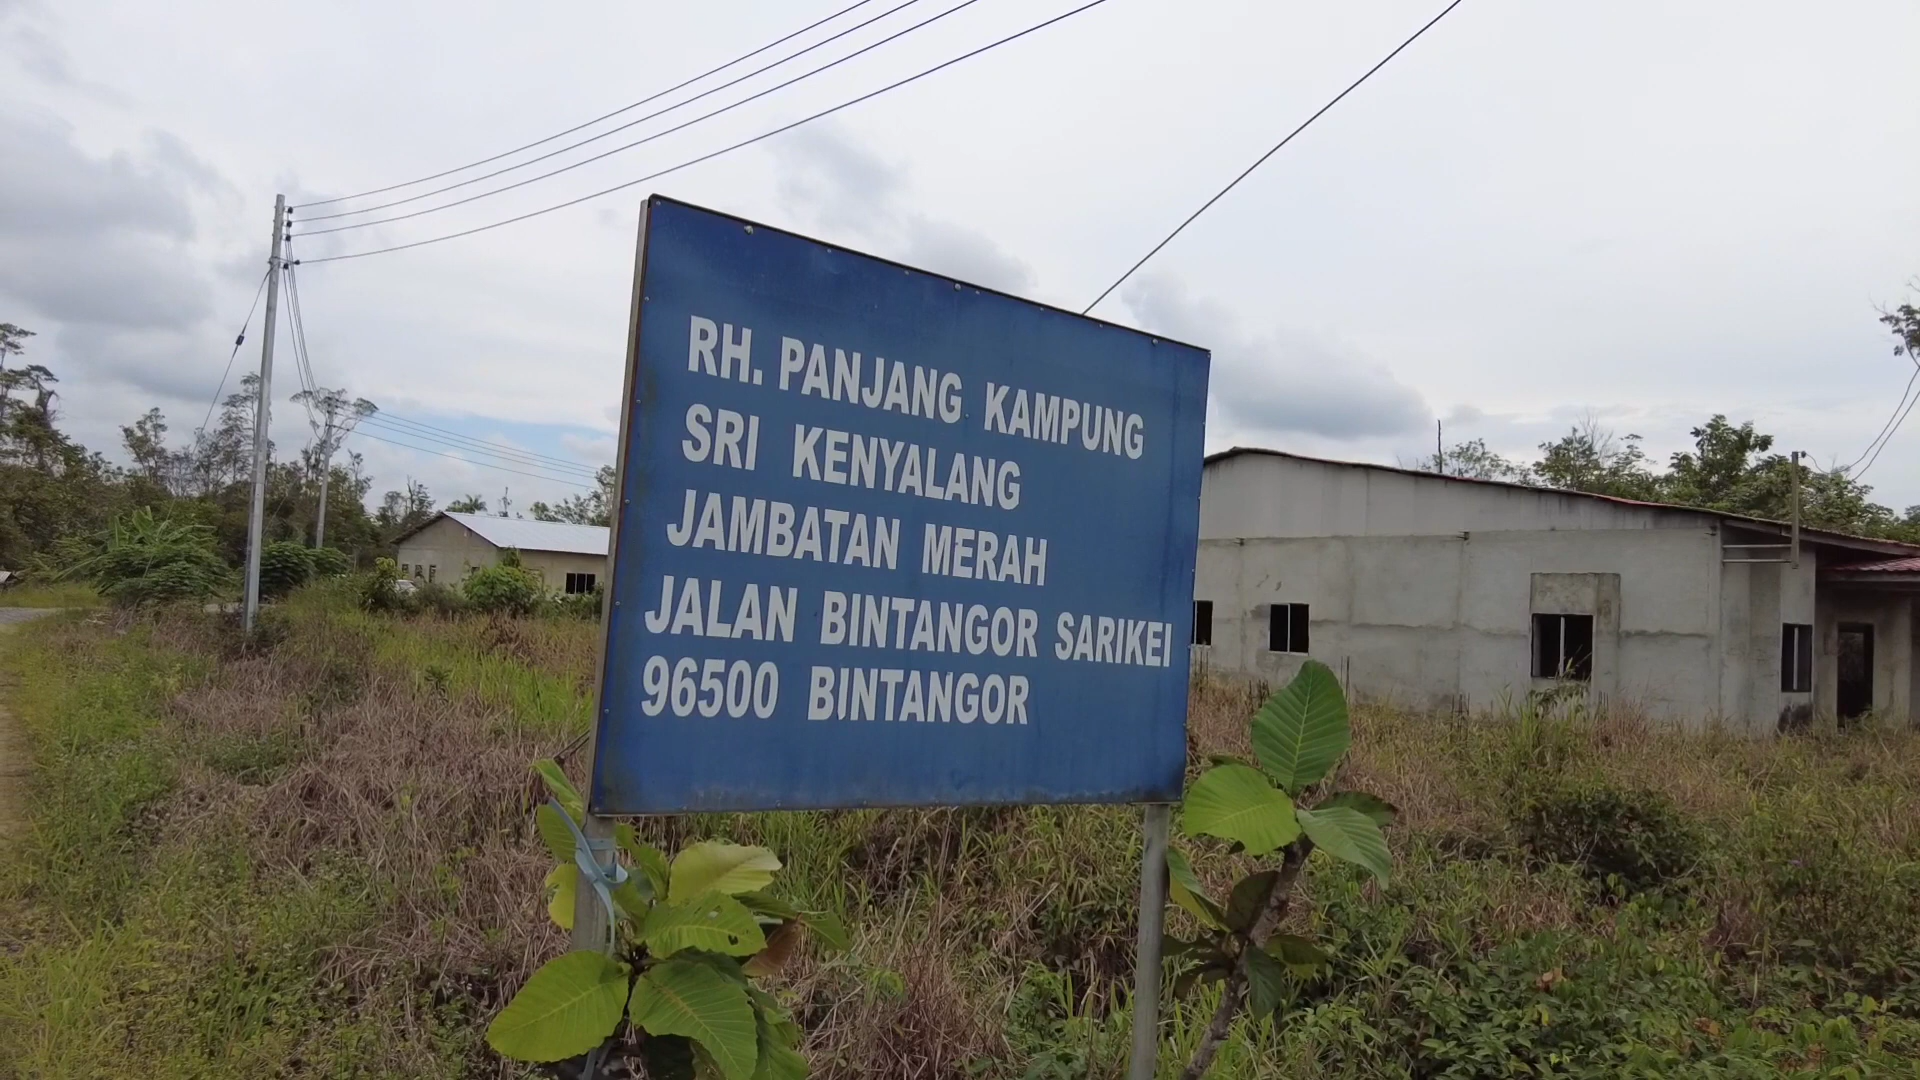 RH. PANJANG KAMPUNG
SRI KENYALANG
JAMBATAN MERAH
JALAN BINTANGOR SARIKEI
96500 BINTANGOR